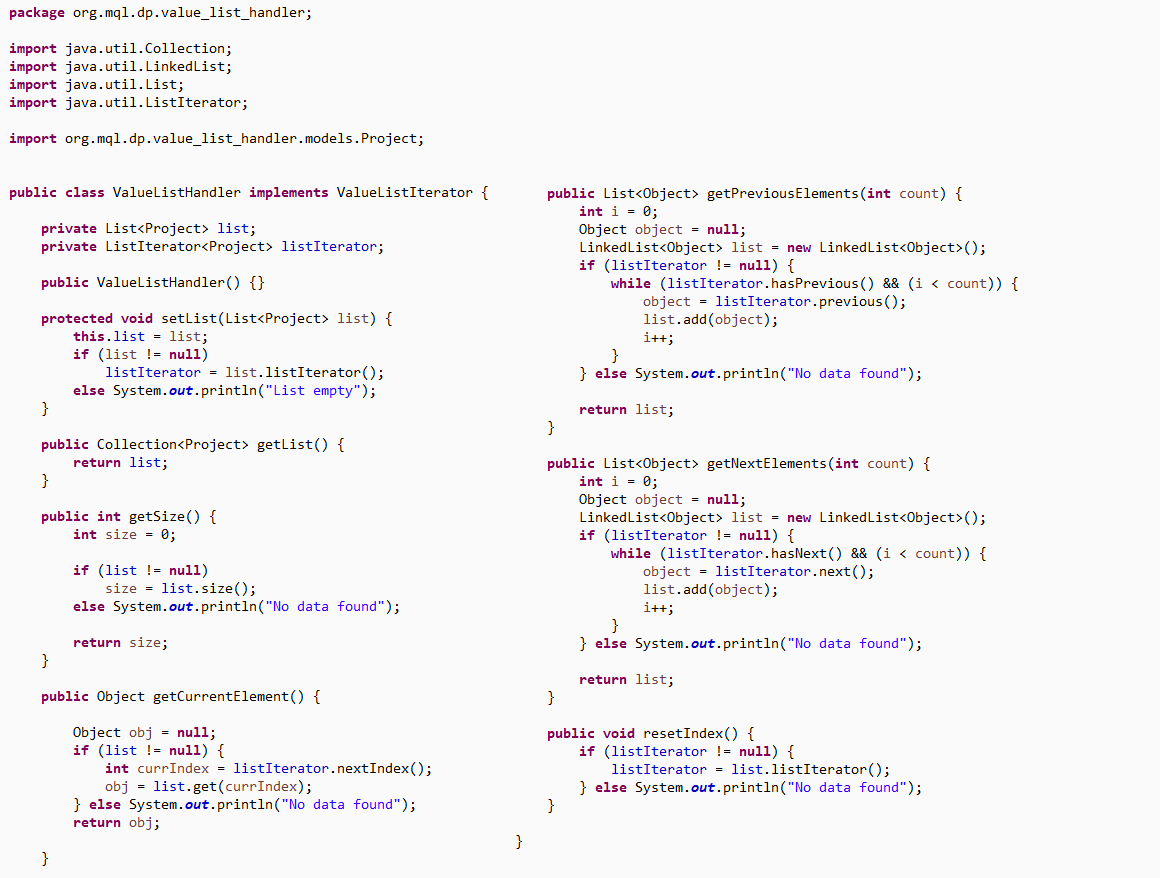 package org.mql.dp.value_list_handler;

import java.util.Collection;
import java.util.LinkedList;
import java.util.List;
import java.util.ListIterator;

import org.mql.dp.value_list_handler.models.Project;

public class ValueListHandler implements ValueListIterator {

    private List<Project> list;
    private ListIterator<Project> listIterator;

    public ValueListHandler() {}

    protected void setList(List<Project> list) {
        this.list = list;
        if (list != null)
            listIterator = list.listIterator();
        else System.out.println("List empty");
    }

    public Collection<Project> getList() {
        return list;
    }

    public int getSize() {
        int size = 0;

        if (list != null)
            size = list.size();
        else System.out.println("No data found");

        return size;
    }

    public Object getCurrentElement() {

        Object obj = null;
        if (list != null) {
            int currIndex = listIterator.nextIndex();
            obj = list.get(currIndex);
        } else System.out.println("No data found");
        return obj;

    }

    public List<Object> getPreviousElements(int count) {
        int i = 0;
        Object object = null;
        LinkedList<Object> list = new LinkedList<Object>();
        if (listIterator != null) {
            while (listIterator.hasPrevious() && (i < count)) {
                object = listIterator.previous();
                list.add(object);
                i++;
            }
        } else System.out.println("No data found");

        return list;
    }

    public List<Object> getNextElements(int count) {
        int i = 0;
        Object object = null;
        LinkedList<Object> list = new LinkedList<Object>();
        if (listIterator != null) {
            while (listIterator.hasNext() && (i < count)) {
                object = listIterator.next();
                list.add(object);
                i++;
            }
        } else System.out.println("No data found");

        return list;
    }

    public void resetIndex() {
        if (listIterator != null) {
            listIterator = list.listIterator();
        } else System.out.println("No data found");
    }

}